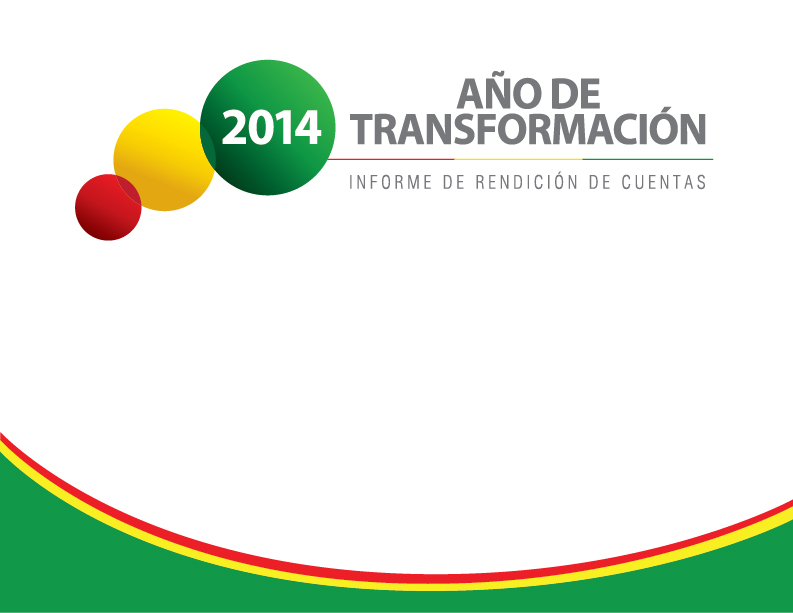 2014
AÑO DE
TRANSFORMACIÓN
INFORME DE RENDICIÓN DE CUENTAS